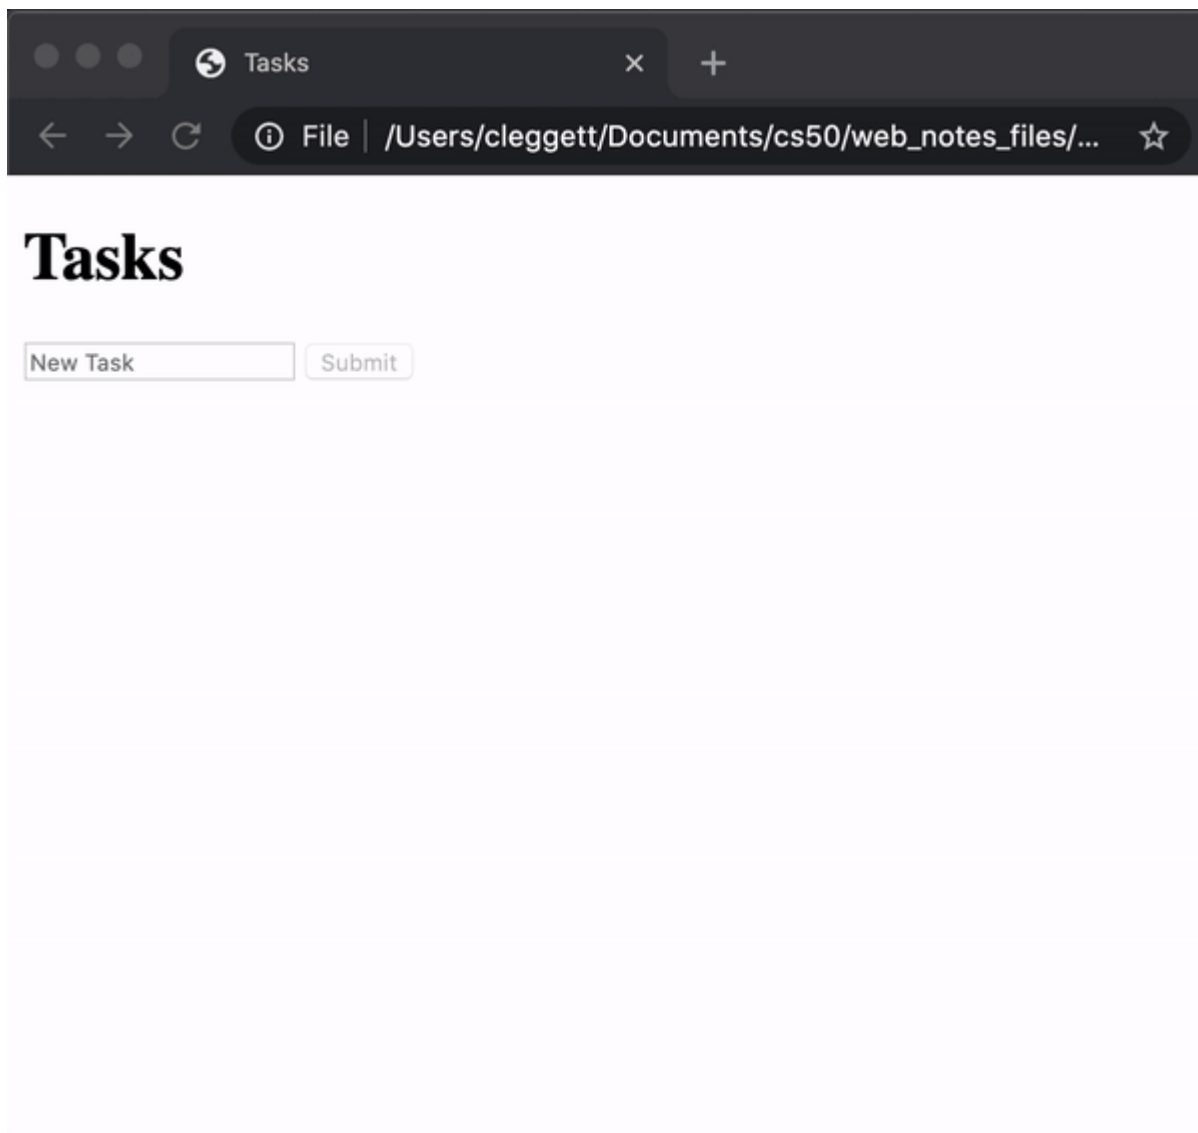 Tasks
File | /Users/cleggett/Documents/cs50/web_notes_files/...
Tasks
New Task Submit